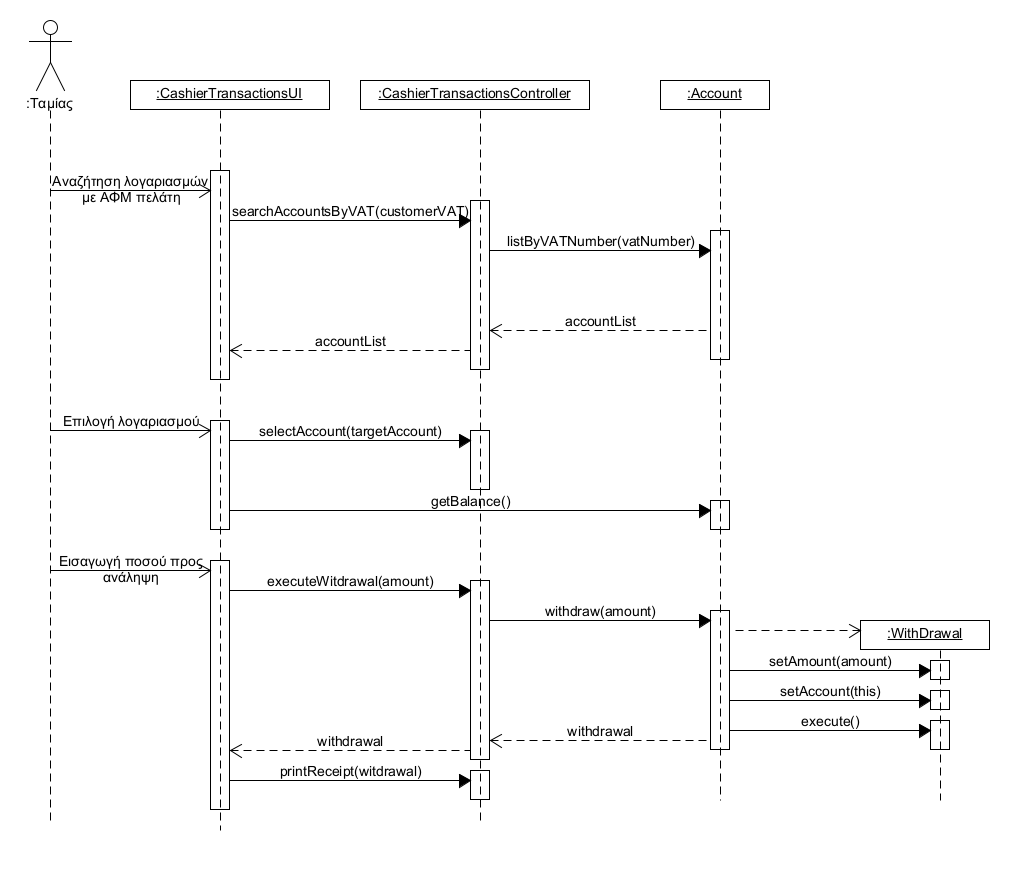 :Ταμίας
:CashierTransactionsUI
:CashierTransactionsController
:Account
Αναζήτηση λογαριασμών
με ΑΦΜ πελάτη
searchAccountsByVAT(customerVAT)
listByVATNumber(vatNumber)
accountList
accountList
Επιλογή λογαριασμού
selectAccount(targetAccount)
getBalance()
Εισαγωγή ποσού προς
ανάληψη
executeWitdrawal(amount)
withdraw(amount)
:WithDrawal
setAmount(amount)
setAccount(this)
execute()
withdrawal
withdrawal
printReceipt(witdrawal)